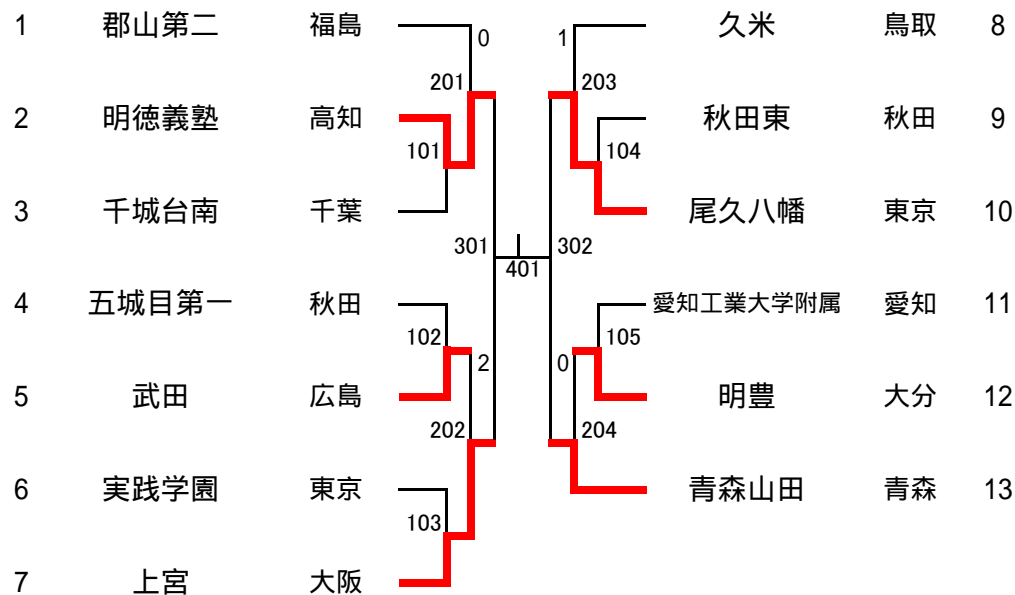 1 郡山第二 福島 0 1 久米 鳥取 8
201 203
2 明徳義塾 高知 秋田東 秋田 9
101 104
3 千城台南 千葉 尾久八幡 東京 10
301 302
401
4 五城目第一 秋田 愛知工業大学附属 愛知 11
102 105
2 0
5 武田 広島 明豊 大分 12
202 204
6 実践学園 東京 青森山田 青森 13
103
7 上宮 大阪